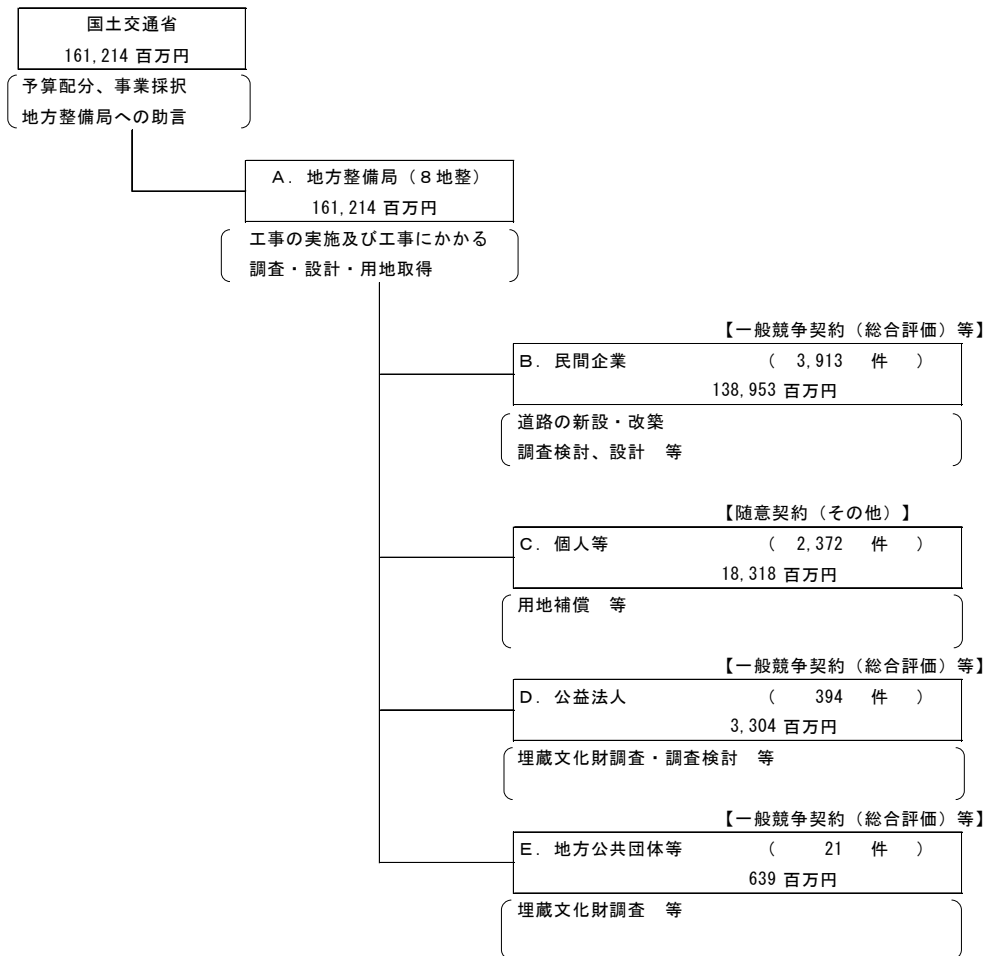 国土交通省
161,214 百万円
予算配分、事業採択
地方整備局への助言
A. 地方整備局（８地整）
161,214 百万円
工事の実施及び工事にかかる
調査・設計・用地取得
【一般競争契約（総合評価）等】
B. 民間企業 （ 3,913 件 ）
138,953 百万円
道路の新設・改築
調査検討、設計 等
【随意契約（その他）】
C. 個人等 （ 2,372 件 ）
18,318 百万円
用地補償 等
【一般競争契約（総合評価）等】
D. 公益法人 （ 394 件 ）
3,304 百万円
埋蔵文化財調査・調査検討 等
【一般競争契約（総合評価）等】
E. 地方公共団体等 （ 21 件 ）
639 百万円
埋蔵文化財調査 等